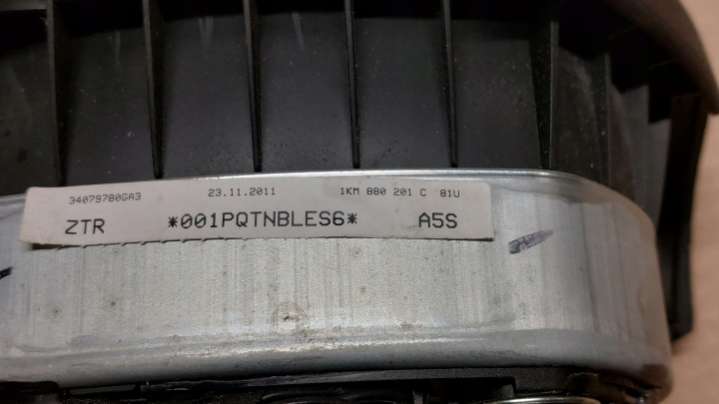 34079780GA3 23.11.2011 1KM 880 201 C 81U
ZTR *001PQTNBLES6* A5S